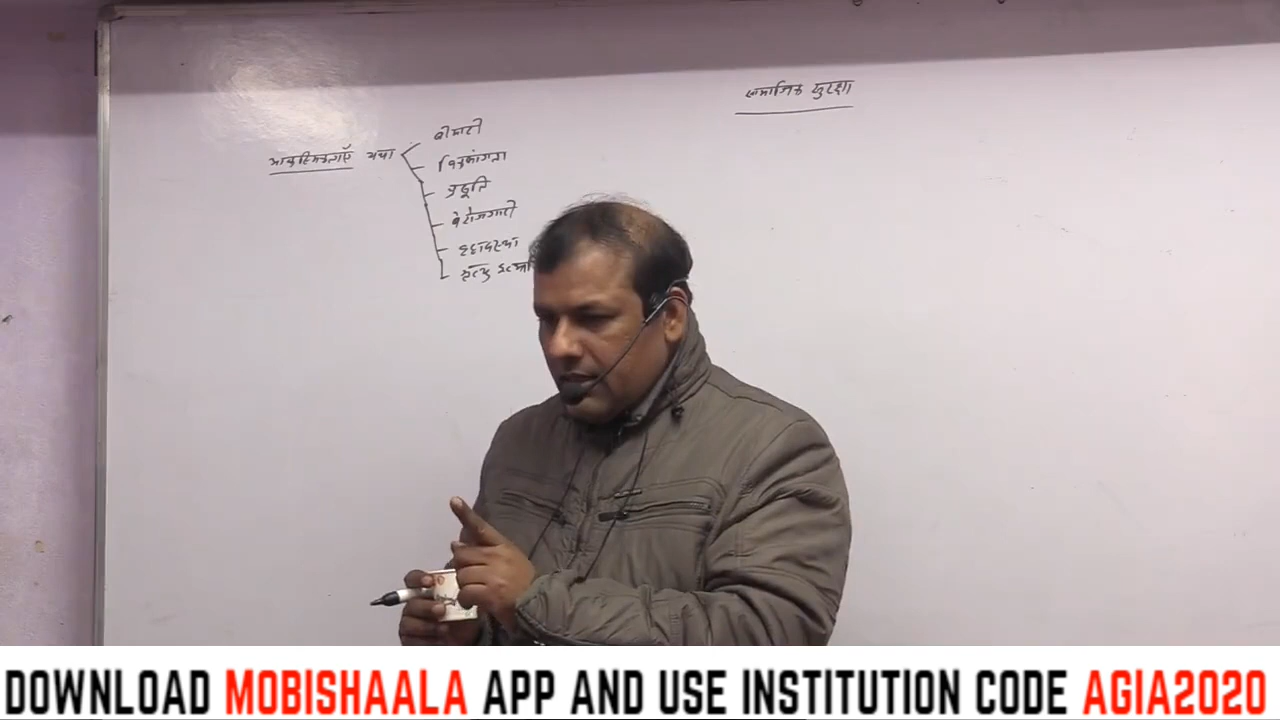 सामाजिक सुरक्षा
आकस्मिकताएँ यथा
बीमारी
विकलांगता
प्रसूति
बेरोजगारी
वृद्धावस्था
मृत्यु
DOWNLOAD MOBISHAALA APP AND USE INSTITUTION CODE AGIA2020